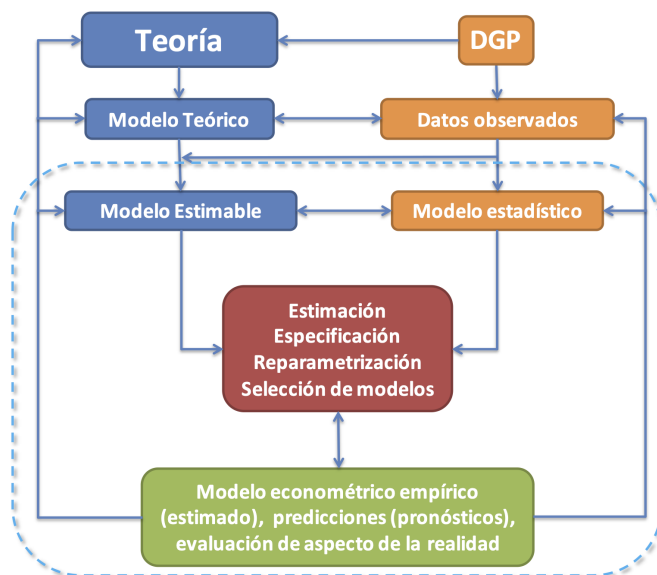 Teoría
DGP
Modelo Teórico
Datos observados
Modelo Estimable
Modelo estadístico
Estimación
Especificación
Reparametrización
Selección de modelos
Modelo econométrico empírico
(estimado), predicciones (pronósticos),
evaluación de aspecto de la realidad